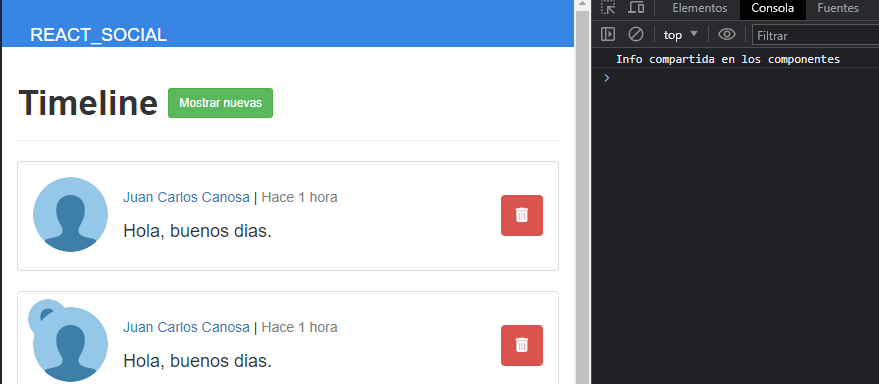 REACT_SOCIAL
Timeline
Mostrar nuevas
Juan Carlos Canosa | Hace 1 hora
Hola, buenos dias.
Juan Carlos Canosa | Hace 1 hora
Hola, buenos dias.
Elementos Consola Fuentes
top Filtrar
Info compartida en los componentes